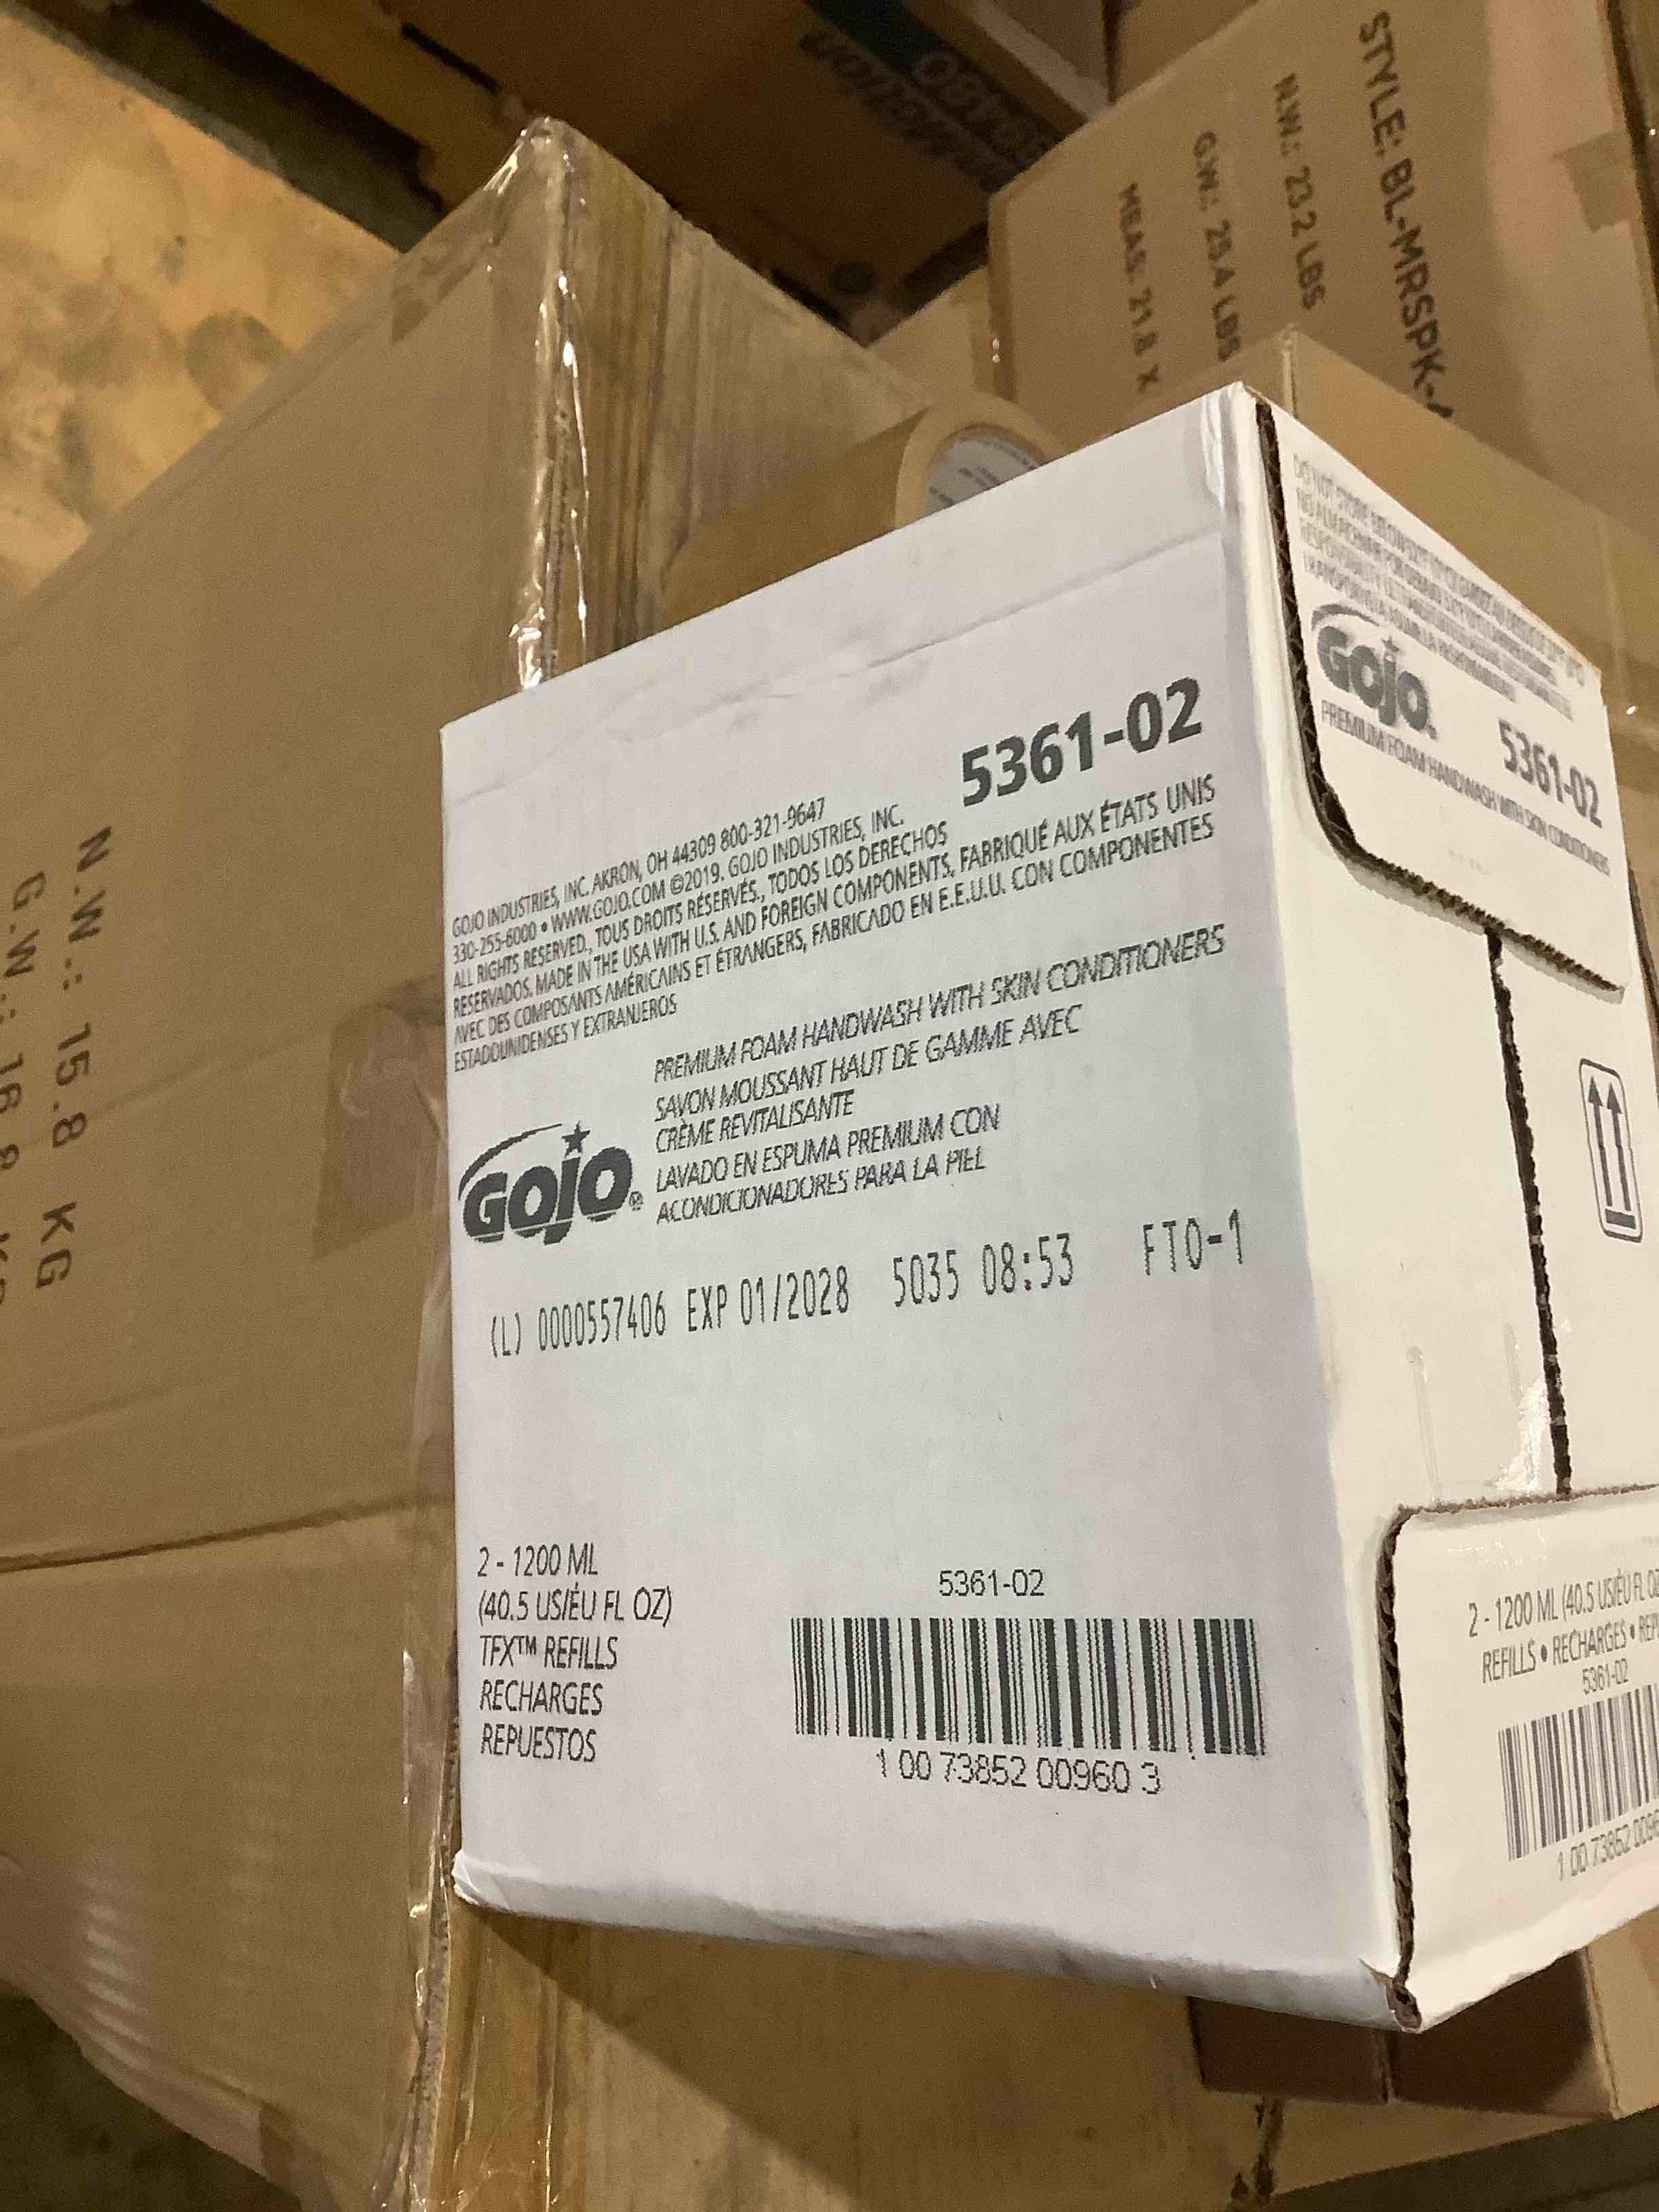 STYLE: BL-MRSPK-
N.W.: 23.2 LBS
G.W.: 25.4 LBS
MEAS: 21.8 X
N.W.: 15.8 KG
G.W.:
5361-02
GOJO INDUSTRIES, INC. AKRON, OH 44309 800-321-9647
330-255-6000 • WWW.GOJO.COM ©2019. GOJO INDUSTRIES, INC.
ALL RIGHTS RESERVED., TOUS DROITS RÉSERVÉS., TODOS LOS DERECHOS
RESERVADOS. MADE IN THE USA WITH U.S. AND FOREIGN COMPONENTS, FABRIQUÉ AUX ÉTATS UNIS
AVEC DES COMPOSANTS AMÉRICAINS ET ÉTRANGERS, FABRICADO EN E.E.U.U. CON COMPONENTES
ESTADOUNIDENSES Y EXTRANJEROS
GOJO®
PREMIUM FOAM HANDWASH WITH SKIN CONDITIONERS
SAVON MOUSSANT HAUT DE GAMME AVEC
CRÈME REVITALISANTE
LAVADO EN ESPUMA PREMIUM CON
ACONDICIONADORES PARA LA PIEL
(L) 0000557406 EXP 01/2028 5035 08:53 FTO-1
2 - 1200 ML
(40.5 US/ÉU FL OZ)
TFX™ REFILLS
RECHARGES
REPUESTOS
5361-02
1 00 73852 00960 3
GOJO
5361-02
PREMIUM FOAM HANDWASH WITH SKIN CONDITIONERS
2 - 1200 ML (40.5 US/ÉU FL OZ
REFILLS • RECHARGES •
5361-02
1 00 73852